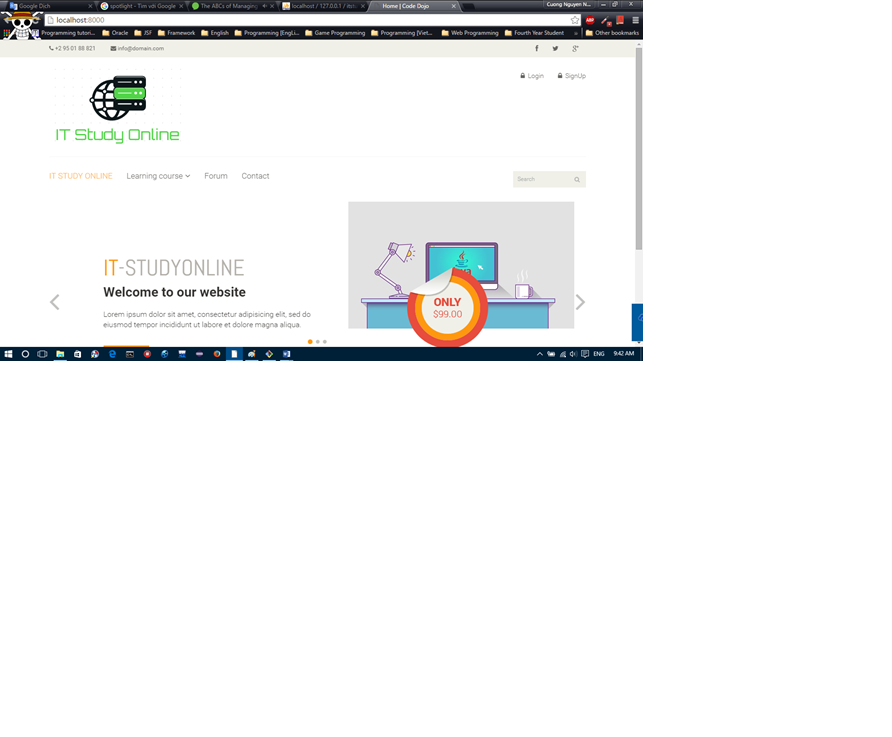 Google Dịch
spotlight - Tìm với Google
The ABCs of Managing
localhost / 127.0.0.1 /
Home | Code Dojo
Cuong Nguyen N...
localhost:8000
Programming tutori...
Oracle
JSF
Framework
English
Programming [EngLi...
Game Programming
Programming [Viet...
Web Programming
Fourth Year Student
»
Other bookmarks
+2 95 01 88 821
info@domain.com
Login
SignUp
IT Study Online
IT STUDY ONLINE
Learning course
Forum
Contact
Search
IT-STUDYONLINE
Welcome to our website
Lorem ipsum dolor sit amet, consectetur adipisicing elit, sed do
eiusmod tempor incididunt ut labore et dolore magna aliqua.
ONLY
$99.00
ENG
9:42 AM